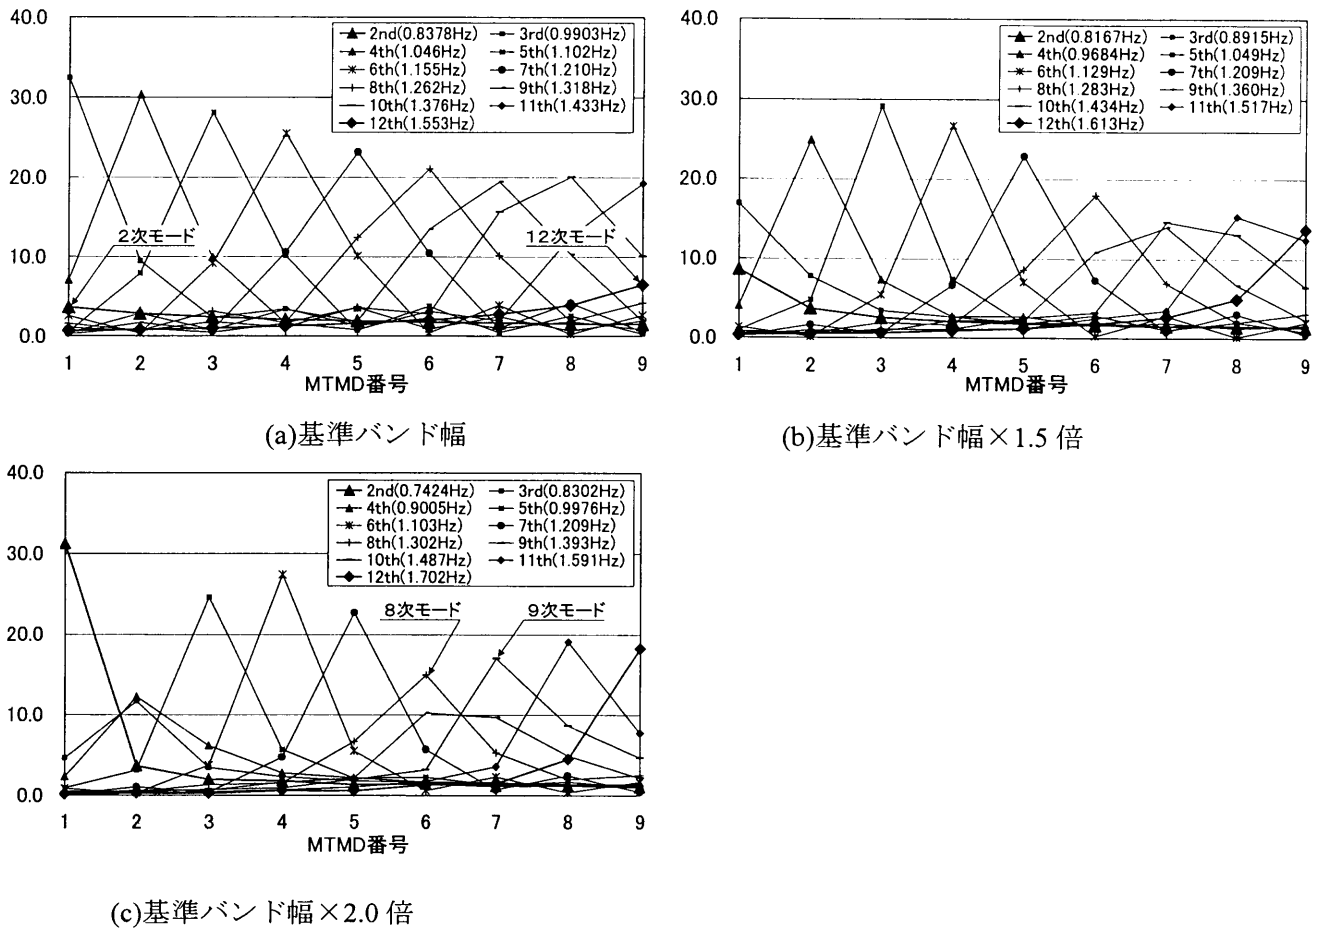 40.0
30.0
20.0
10.0
0.0
2nd(0.8378Hz) 3rd(0.9903Hz)
4th(1.046Hz) 5th(1.102Hz)
6th(1.155Hz) 7th(1.210Hz)
8th(1.262Hz) 9th(1.318Hz)
10th(1.376Hz) 11th(1.433Hz)
12th(1.553Hz)
2次モード
12次モード
1 2 3 4 5 6 7 8 9
MTMD番号
(a)基準バンド幅
40.0
30.0
20.0
10.0
0.0
2nd(0.8167Hz) 3rd(0.8915Hz)
4th(0.9684Hz) 5th(1.049Hz)
6th(1.129Hz) 7th(1.209Hz)
8th(1.283Hz) 9th(1.360Hz)
10th(1.434Hz) 11th(1.517Hz)
12th(1.613Hz)
1 2 3 4 5 6 7 8 9
MTMD番号
(b)基準バンド幅×1.5 倍
40.0
30.0
20.0
10.0
0.0
2nd(0.7424Hz) 3rd(0.8302Hz)
4th(0.9005Hz) 5th(0.9976Hz)
6th(1.103Hz) 7th(1.209Hz)
8th(1.302Hz) 9th(1.393Hz)
10th(1.487Hz) 11th(1.591Hz)
12th(1.702Hz)
8次モード
9次モード
1 2 3 4 5 6 7 8 9
MTMD番号
(c)基準バンド幅×2.0 倍